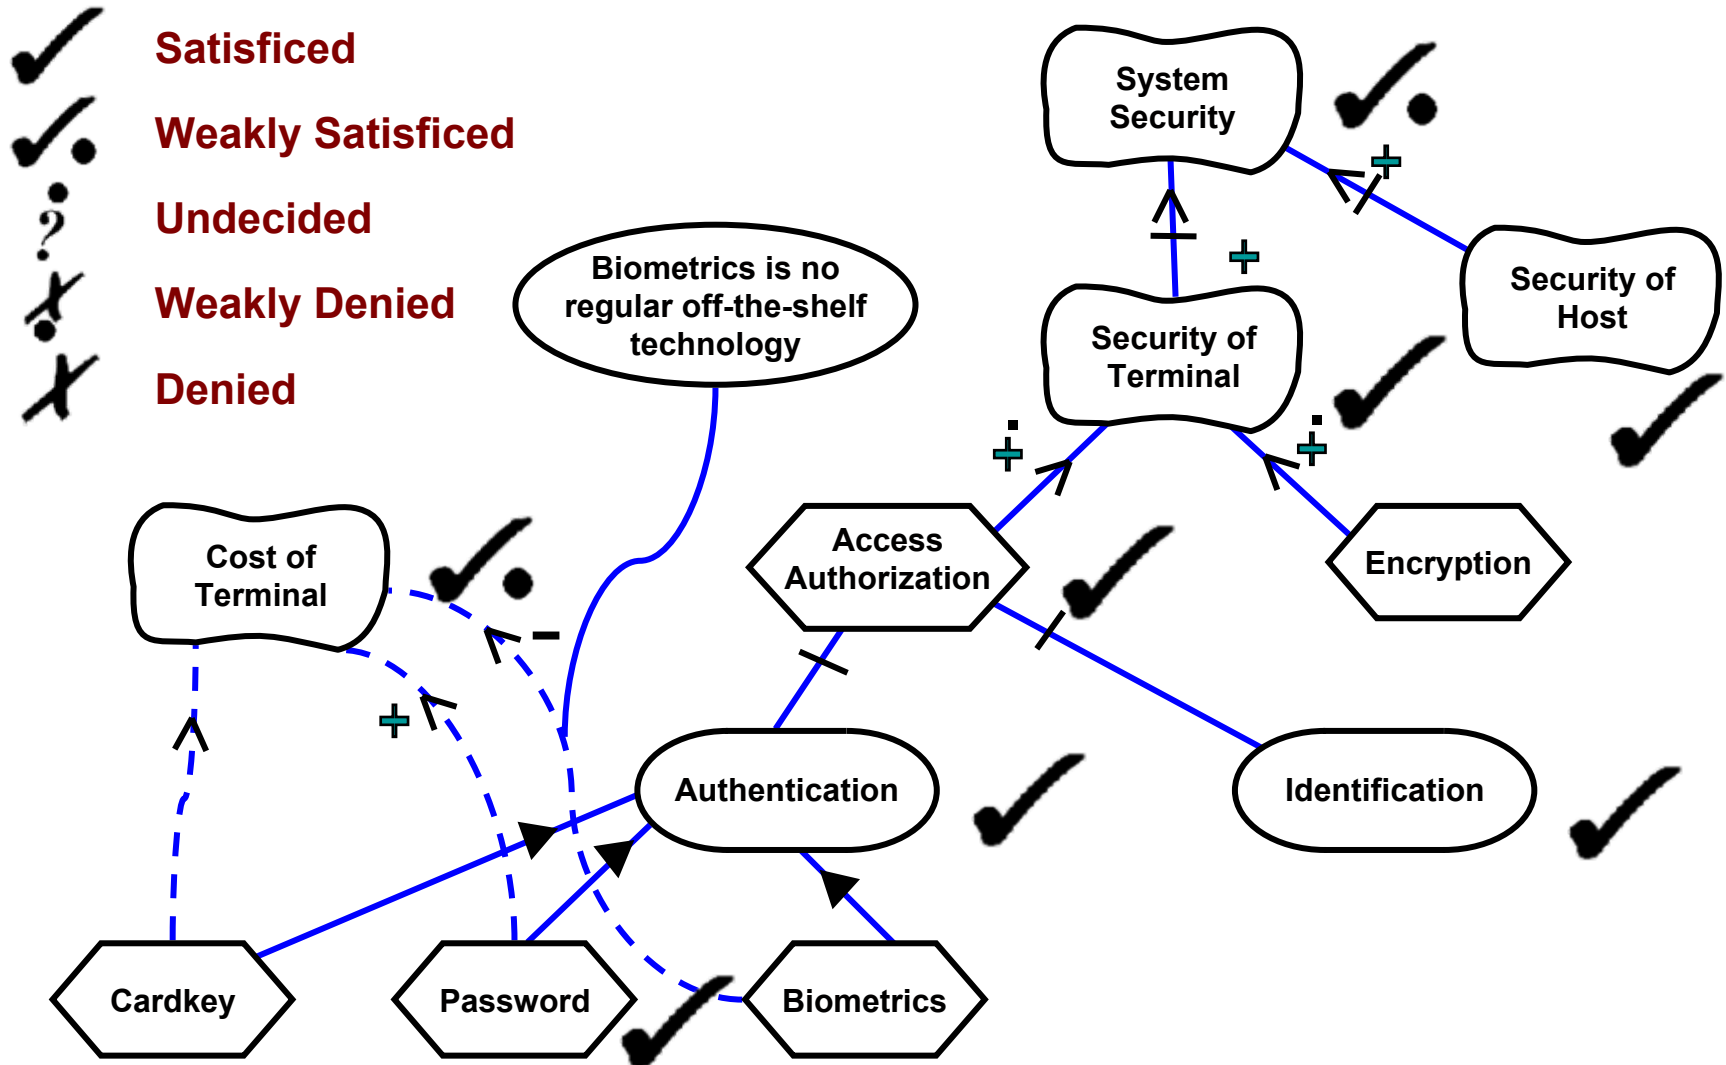 Satisficed
Weakly Satisficed
Undecided
Weakly Denied
Denied
System
Security
Biometrics is no
regular off-the-shelf
technology
Security of
Host
Security of
Terminal
Cost of
Terminal
Access
Authorization
Encryption
Authentication
Identification
Cardkey
Password
Biometrics